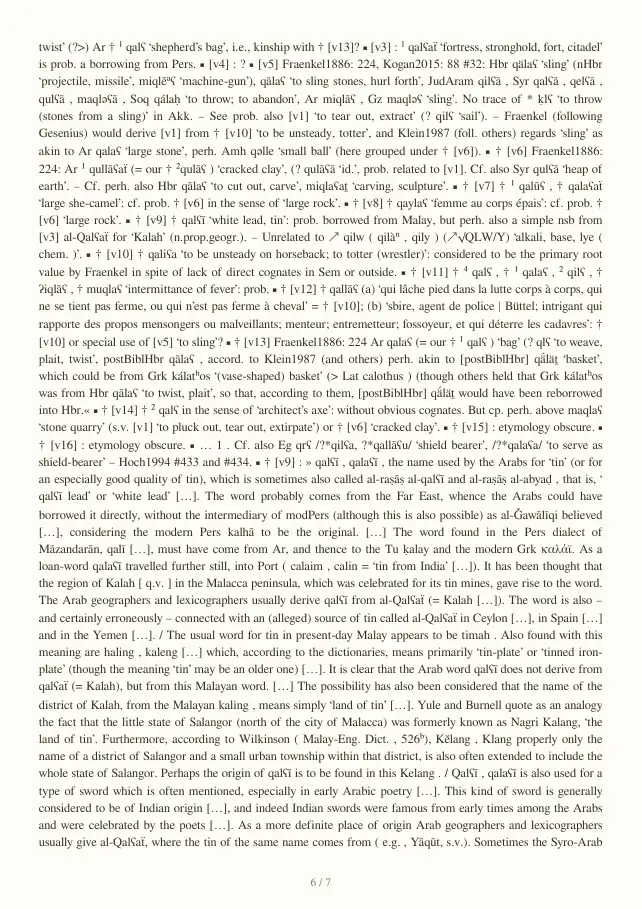 twist’ (?>) Ar † ¹ qalʕ ‘shepherd’s bag’, i.e., kinship with † [v13]? ▪ [v3] : ¹ qalʕaẗ ‘fortress, stronghold, fort, citadel’
is prob. a borrowing from Pers. ▪ [v4] : ? ▪ [v5] Fraenkel1886: 224, Kogan2015: 88 #32: Hbr qälaʕ ‘sling’ (nHbr
‘projectile, missile’, miqlēᵃʕ ‘machine-gun’), qālaʕ ‘to sling stones, hurl forth’, JudAram qilʕā , Syr qalʕā , qelʕā ,
qulʕā , maqləʕā , Soq qálaḥ ‘to throw; to abandon’, Ar miqlāʕ , Gz maqləʕ ‘sling’. No trace of * ḳlʕ ‘to throw
(stones from a sling)’ in Akk. – See prob. also [v1] ‘to tear out, extract’ (? qilʕ ‘sail’). – Fraenkel (following
Gesenius) would derive [v1] from † [v10] ‘to be unsteady, totter’, and Klein1987 (foll. others) regards ‘sling’ as
akin to Ar qalaʕ ‘large stone’, perh. Amh qəlle ‘small ball’ (here grouped under † [v6]). ▪ † [v6] Fraenkel1886:
224: Ar ¹ qullāʕaẗ (= our † ²qulāʕ ) ‘cracked clay’, (? qulāʕ ‘id.’, prob. related to [v1]. Cf. also Syr qulʕā ‘heap of
earth’. – Cf. perh. also Hbr qālaʕ ‘to cut out, carve’, miqlaʕaṯ ‘carving, sculpture’. ▪ † [v7] † ¹ qalūʕ , † qalaʕaẗ
‘large she-camel’: cf. prob. † [v6] in the sense of ‘large rock’. ▪ † [v8] † qaylaʕ ‘femme au corps épais’: cf. prob. †
[v6] ‘large rock’. ▪ † [v9] † qalʕī ‘white lead, tin’: prob. borrowed from Malay, but perh. also a simple nsb from
[v3] al-Qalʕaẗ for ‘Kalah’ (n.prop.geogr.). – Unrelated to ↗ qilw ( qilàⁿ , qily ) (↗√QLW/Y) ‘alkali, base, lye (
chem. )’. ▪ † [v10] † qaliʕa ‘to be unsteady on horseback; to totter (wrestler)’: considered to be the primary root
value by Fraenkel in spite of lack of direct cognates in Sem or outside. ▪ † [v11] † ⁴ qalʕ , † ¹ qalaʕ , ² qilʕ , †
ʔiqlāʕ , † muqlaʕ ‘intermittence of fever’: prob. ▪ † [v12] † qallāʕ (a) ‘qui lâche pied dans la lutte corps à corps, qui
ne se tient pas ferme, ou qui n’est pas ferme à cheval’ = † [v10]; (b) ‘sbire, agent de police | Büttel; intrigant qui
rapporte des propos mensongers ou malveillants; menteur; entremetteur; fossoyeur, et qui déterre les cadavres’: †
[v10] or special use of [v5] ‘to sling’? ▪ † [v13] Fraenkel1886: 224 Ar qalaʕ (= our † ¹ qalʕ ) ‘bag’ (? qlʕ ‘to weave,
plait, twist’, postBiblHbr qālaʕ , accord. to Klein1987 (and others) perh. akin to [postBiblHbr] qā́läṯ ‘basket’,
which could be from Grk kálatʰos ‘(vase-shaped) basket’ (> Lat calothus ) (though others held that Grk kálatʰos
was from Hbr qālaʕ ‘to twist, plait’, so that, according to them, [postBiblHbr] qā́läṯ would have been reborrowed
into Hbr.« ▪ † [v14] † ² qalʕ in the sense of ‘architect’s axe’: without obvious cognates. But cp. perh. above maqlaʕ
‘stone quarry’ (s.v. [v1] ‘to pluck out, tear out, extirpate’) or † [v6] ‘cracked clay’. ▪ † [v15] : etymology obscure. ▪
† [v16] : etymology obscure. ▪ … 1 . Cf. also Eg qrʕ /?*qilʕa, ?*qallāʕu/ ‘shield bearer’, /?*qalaʕa/ ‘to serve as
shield-bearer’ – Hoch1994 #433 and #434. ▪ † [v9] : » qalʕī , qalaʕī , the name used by the Arabs for ‘tin’ (or for
an especially good quality of tin), which is sometimes also called al-raṣāṣ al-qalʕī and al-raṣāṣ al-abyaḍ , that is, ‘
qalʕī lead’ or ‘white lead’ […]. The word probably comes from the Far East, whence the Arabs could have
borrowed it directly, without the intermediary of modPers (although this is also possible) as al-Ǧawālīqi believed
[…], considering the modern Pers kalhā to be the original. […] The word found in the Pers dialect of
Māzandarān, qalī […], must have come from Ar, and thence to the Tu ḳalay and the modern Grk καλάϊ. As a
loan-word qalaʕī travelled further still, into Port ( calaim , calin = ‘tin from India’ […]). It has been thought that
the region of Kalah [ q.v. ] in the Malacca peninsula, which was celebrated for its tin mines, gave rise to the word.
The Arab geographers and lexicographers usually derive qalʕī from al-Qalʕaẗ (= Kalah […]). The word is also –
and certainly erroneously – connected with an (alleged) source of tin called al-Qalʕaẗ in Ceylon […], in Spain […]
and in the Yemen […]. / The usual word for tin in present-day Malay appears to be timah . Also found with this
meaning are haling , kaleng […] which, according to the dictionaries, means primarily ‘tin-plate’ or ‘tinned iron-
plate’ (though the meaning ‘tin’ may be an older one) […]. It is clear that the Arab word qalʕī does not derive from
qalʕaẗ (= Kalah), but from this Malayan word. […] The possibility has also been considered that the name of the
district of Kalah, from the Malayan kaling , means simply ‘land of tin’ […]. Yule and Burnell quote as an analogy
the fact that the little state of Salangor (north of the city of Malacca) was formerly known as Nagri Kalang, ‘the
land of tin’. Furthermore, according to Wilkinson ( Malay-Eng. Dict. , 526ᵇ), Kĕlang , Klang properly only the
name of a district of Salangor and a small urban township within that district, is also often extended to include the
whole state of Salangor. Perhaps the origin of qalʕī is to be found in this Kelang . / Qalʕī , qalaʕī is also used for a
type of sword which is often mentioned, especially in early Arabic poetry […]. This kind of sword is generally
considered to be of Indian origin […], and indeed Indian swords were famous from early times among the Arabs
and were celebrated by the poets […]. As a more definite place of origin Arab geographers and lexicographers
usually give al-Qalʕaẗ, where the tin of the same name comes from ( e.g. , Yāqūt, s.v.). Sometimes the Syro-Arab
6 / 7